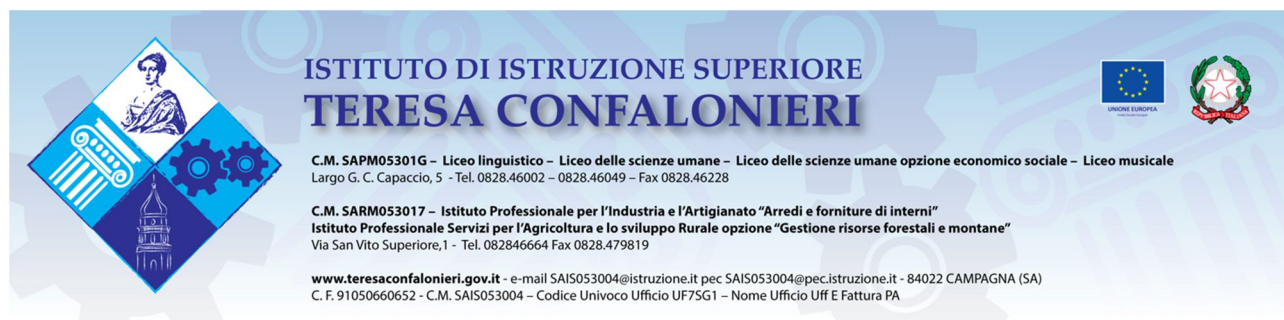 ISTITUTO DI ISTRUZIONE SUPERIORE
TERESA CONFALONIERI
UNIONE EUROPEA
Fondo Sociale Europeo
REPVBBLICA ITALIANA
C.M. SAPM05301G – Liceo linguistico – Liceo delle scienze umane – Liceo delle scienze umane opzione economico sociale – Liceo musicale
Largo G. C. Capaccio, 5 - Tel. 0828.46002 – 0828.46049 – Fax 0828.46228
C.M. SARM053017 – Istituto Professionale per l’Industria e l’Artigianato “Arredi e forniture di interni”
Istituto Professionale Servizi per l’Agricoltura e lo sviluppo Rurale opzione “Gestione risorse forestali e montane”
Via San Vito Superiore,1 - Tel. 082846664 Fax 0828.479819
www.teresaconfalonieri.gov.it - e-mail SAIS053004@istruzione.it pec SAIS053004@pec.istruzione.it - 84022 CAMPAGNA (SA)
C. F. 91050660652 - C.M. SAIS053004 – Codice Univoco Ufficio UF7SG1 – Nome Ufficio Uff E Fattura PA